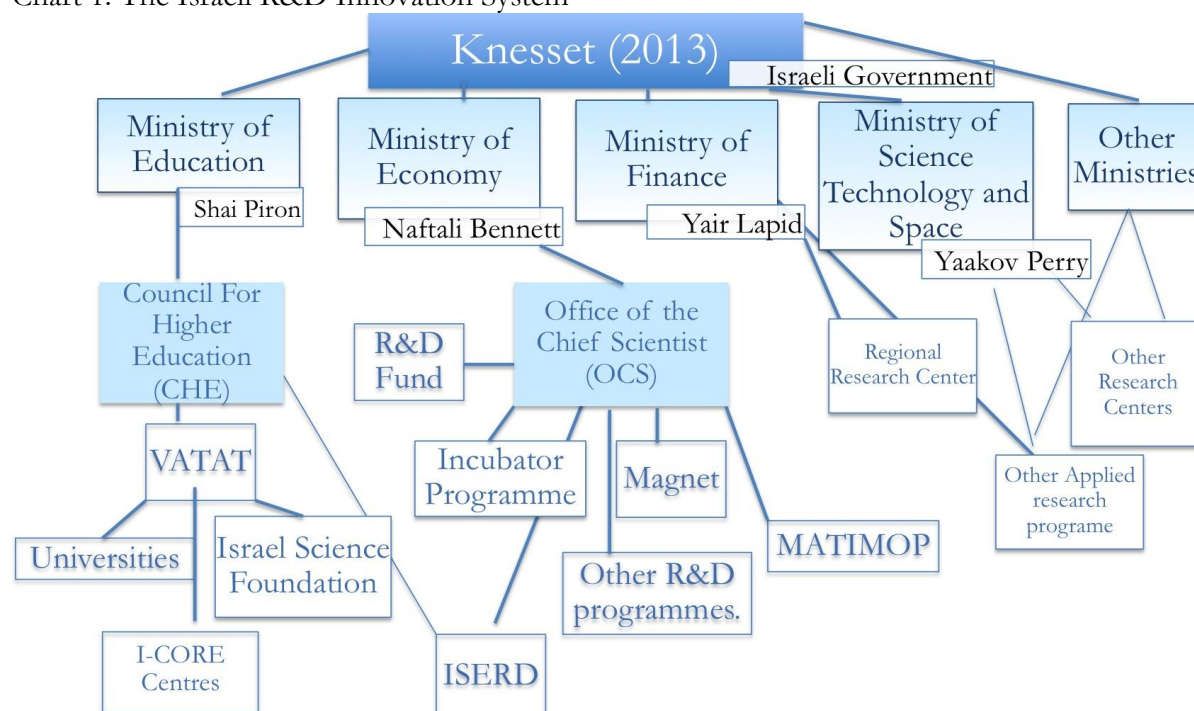 Chart 1: The Israeli R&D Innovation System
Knesset (2013)
Israeli Government
Ministry of
Education
Shai Piron
Ministry of
Economy
Naftali Bennett
Ministry of
Finance
Yair Lapid
Ministry of
Science
Technology and
Space
Yaakov Perry
Other
Ministries
Council For
Higher
Education
(CHE)
R&D
Fund
Office of the
Chief Scientist
(OCS)
Regional
Research Center
Other
Research
Centers
VATAT
Incubator
Programme
Magnet
Other Applied
research
programe
Universities
Israel Science
Foundation
Other R&D
programmes.
MATIMOP
I-CORE
Centres
ISERD